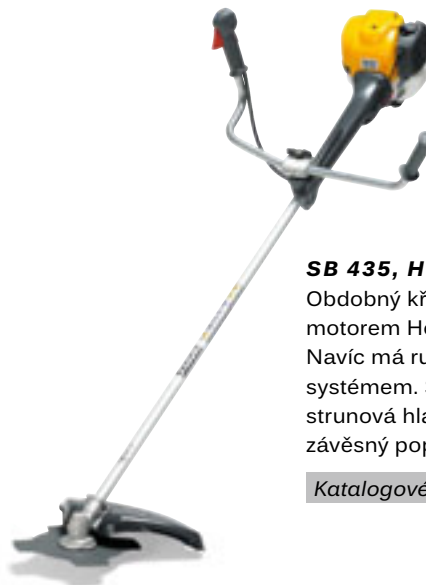 SB 435, H
Obdobný kř
motorem Ho
Navíc má ru
systémem.
strunová hla
závěsný pop
Katalogové